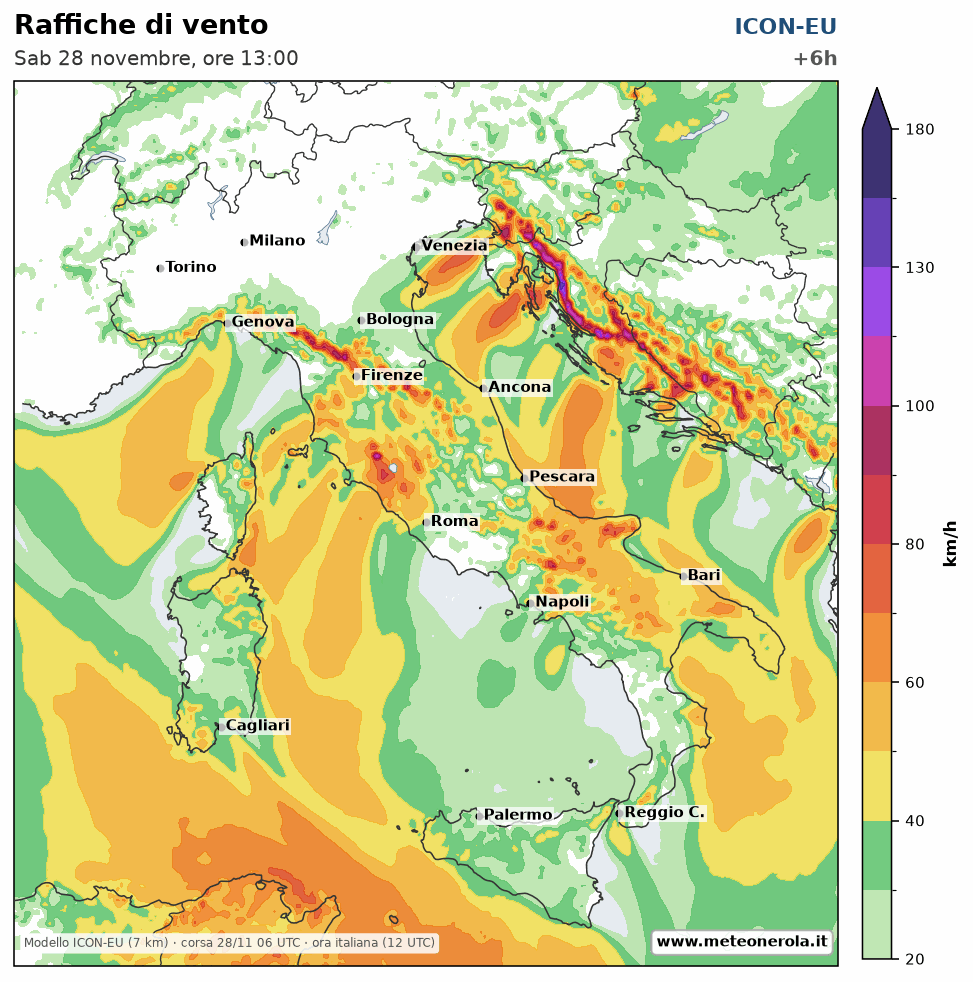 Raffiche di vento
ICON-EU
Sab 28 novembre, ore 13:00
+6h
180
Milano
Venezia
Torino
130
Genova
Bologna
Firenze
Ancona
100
Pescara
Roma
80
km/h
Bari
Napoli
60
Cagliari
Palermo
Reggio C.
40
Modello ICON-EU (7 km) · corsa 28/11 06 UTC · ora italiana (12 UTC)
www.meteonerola.it
20